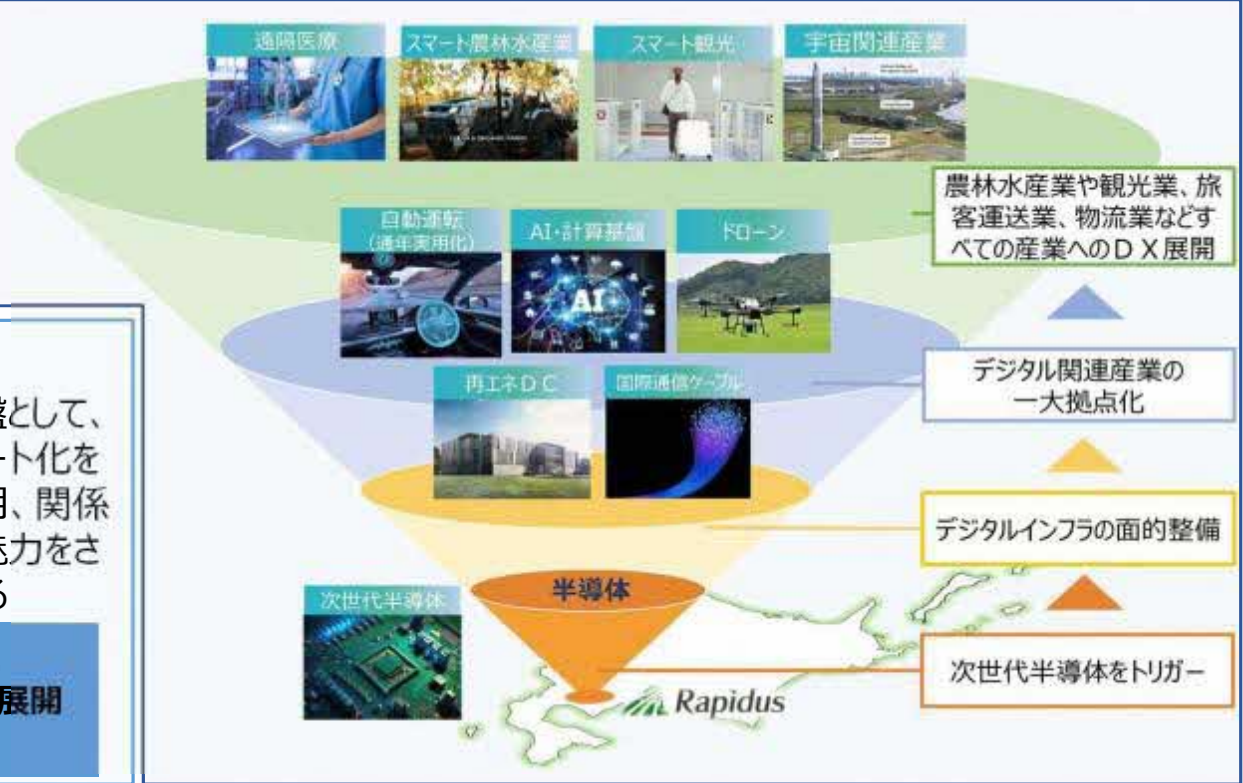 遠隔医療
スマート農林水産業
スマート観光
宇宙関連産業
農林水産業や観光業、旅
客運送業、物流業などす
べての産業へのDX展開
自動運転
(通年実用化)
AI・計算基盤
ドローン
AI
デジタル関連産業の
一大拠点化
再エネDC
国際通信ケーブル
盤として、
ート化を
用、関係
魅力をさ
る
デジタルインフラの面的整備
次世代半導体
半導体
展開
Rapidus
次世代半導体をトリガー